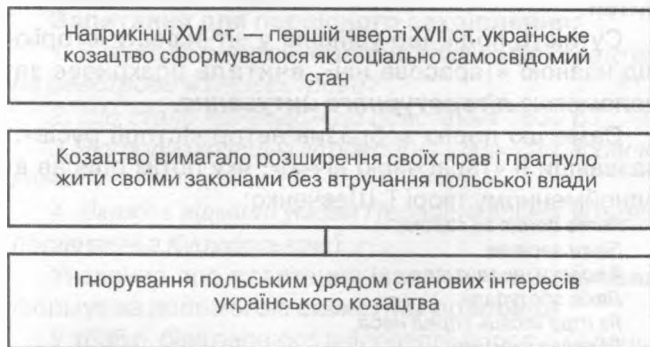 Наприкінці XVI ст. — першій чверті XVII ст. українське
козацтво сформувалося як соціально самосвідомий
стан
Козацтво вимагало розширення своїх прав і прагнуло
жити своїми законами без втручання польської влади
Ігнорування польським урядом станових інтересів
українського козацтва